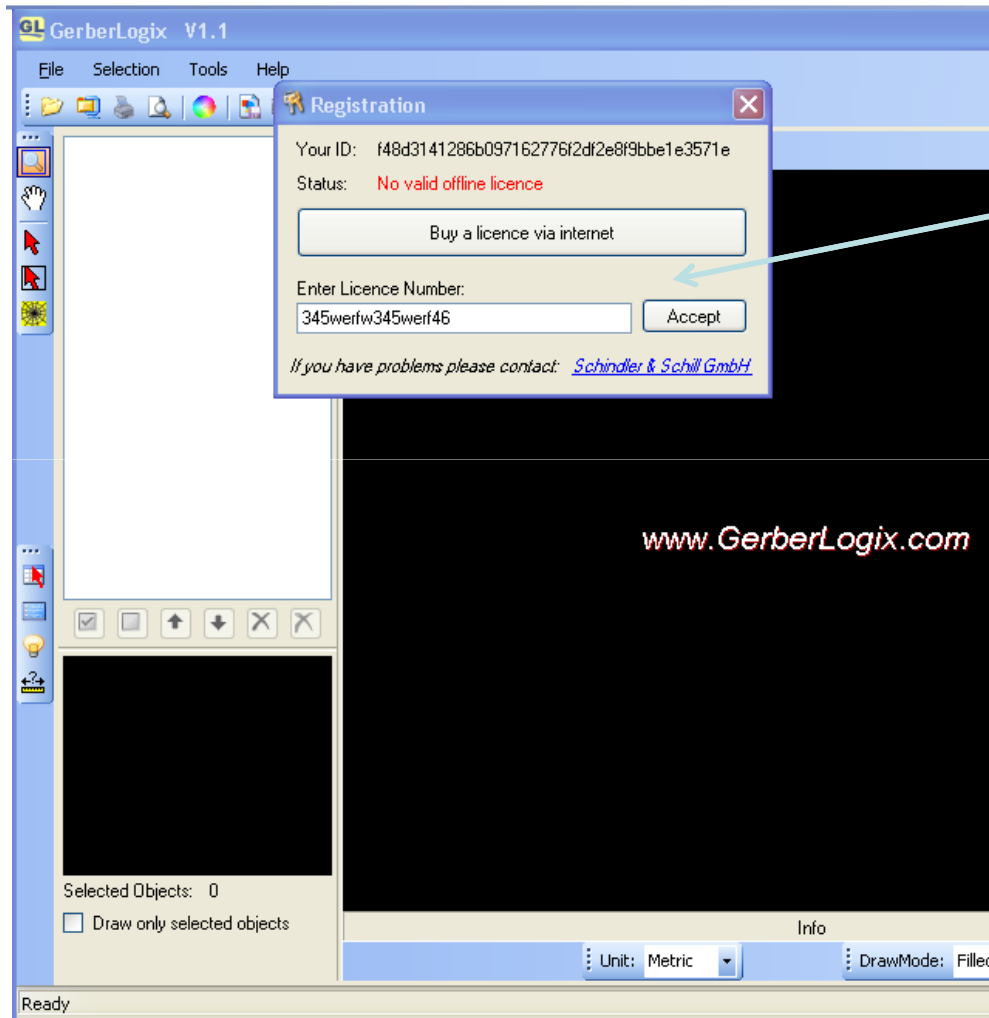 GL GerberLogix V1.1
File Selection Tools Help
Registration
Your ID: f48d3141286b097162776f2df2e8f9bbe1e3571e
Status: No valid offline licence
Buy a licence via internet
Enter Licence Number:
345werfw345werf46 Accept
If you have problems please contact: Schindler & Schill GmbH
www.GerberLogix.com
Selected Objects: 0
Draw only selected objects
Info
Unit: Metric DrawMode: Filled
Ready